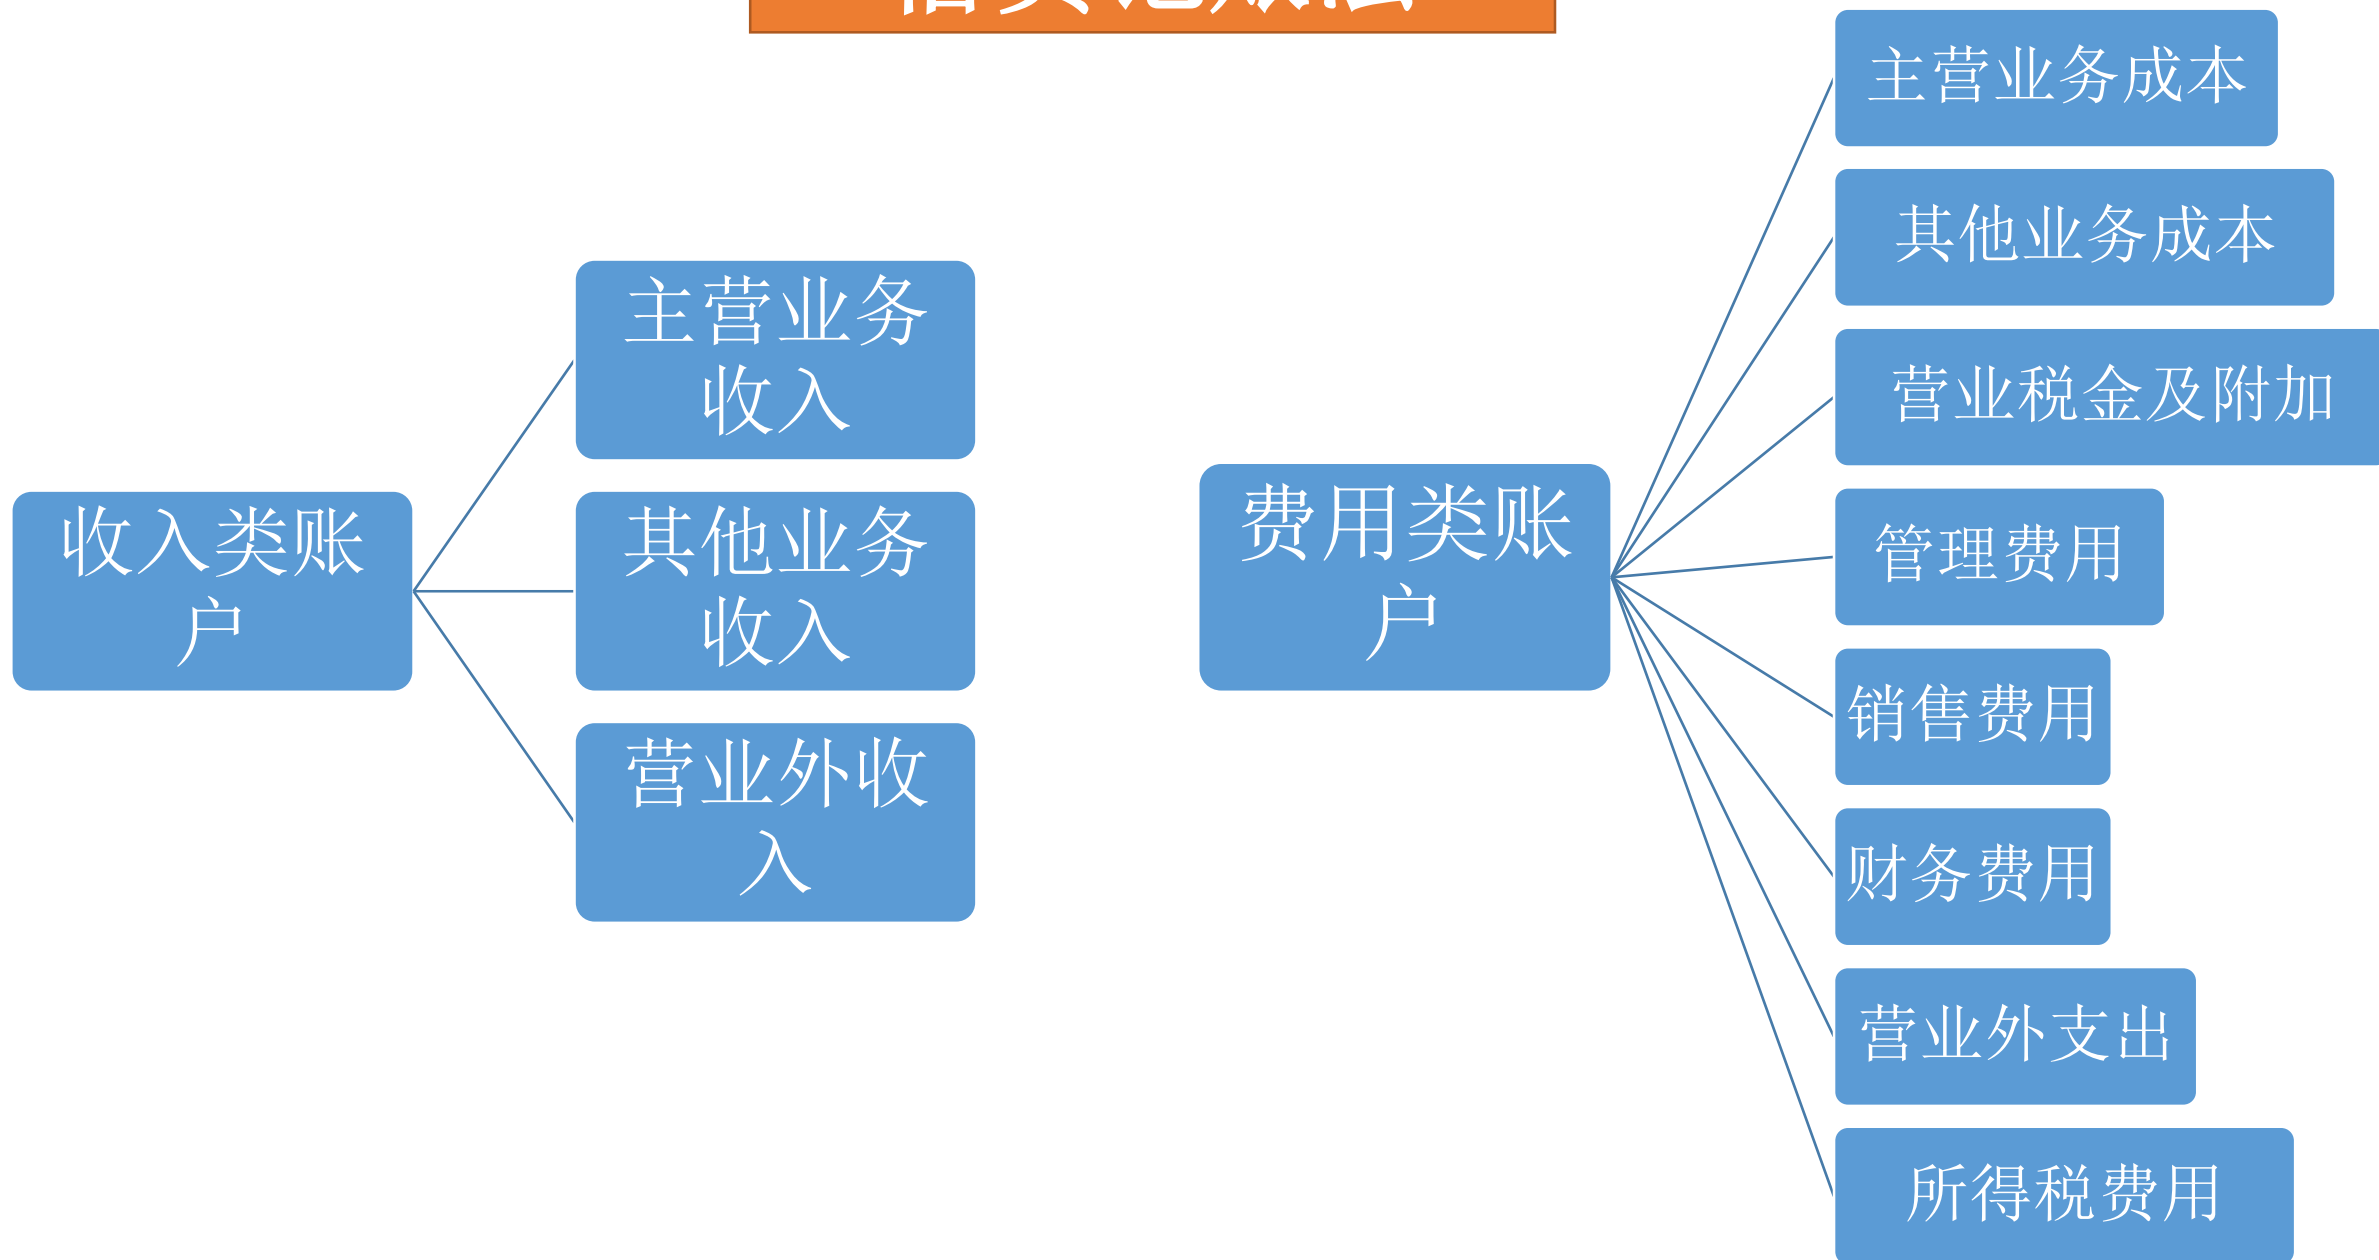 收入类账
户
主营业务
收入
其他业务
收入
营业外收
入
费用类账
户
主营业务成本
其他业务成本
营业税金及附加
管理费用
销售费用
财务费用
营业外支出
所得税费用